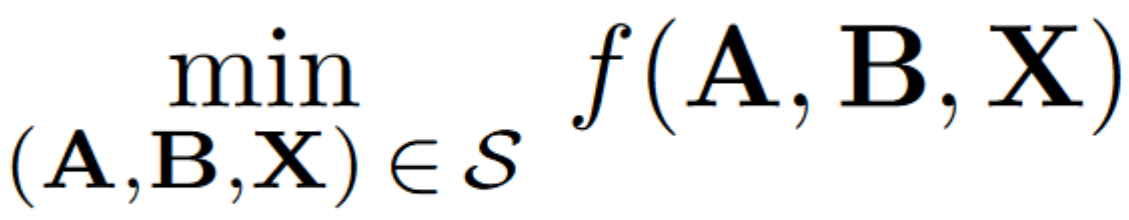 min f(A, B, X)
(A,B,X) ∈ 𝒮